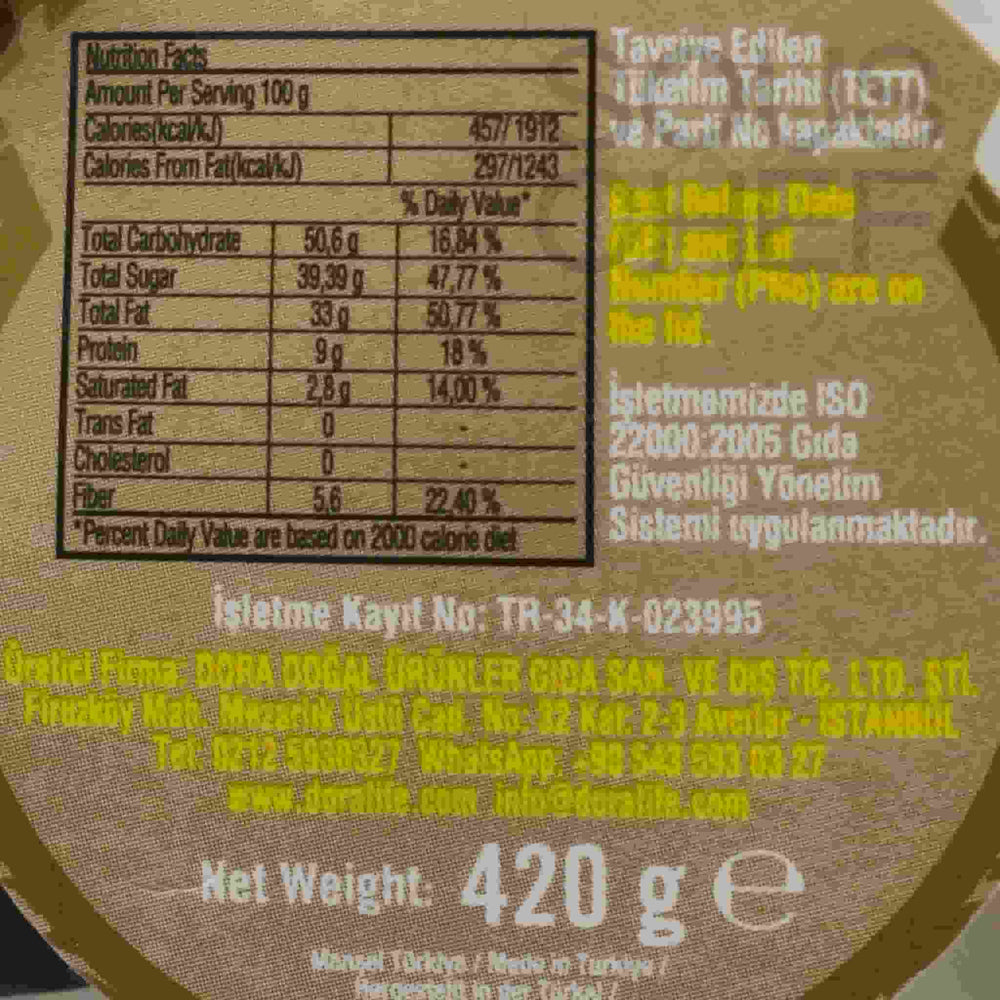 Nutrition Facts
Amount Per Serving 100 g
Calories(kcal/kJ) 457/1912
Calories From Fat(kcal/kJ) 297/1243
% Daily Value*
Total Carbohydrate 50,6 g 16,84 %
Total Sugar 39,39 g 47,77 %
Total Fat 33 g 50,77 %
Protein 9 g 18 %
Saturated Fat 2,8 g 14,00 %
Trans Fat 0 -
Cholesterol 0 -
Fiber 5,6 22,40 %
*Percent Daily Value are based on 2000 calorie diet
Tavsiye Edilen
Tüketim Tarihi (TETT)
ve Parti No kapaktadır.
Best Before Date
and Lot
Number (PNo) are on
the lid.
İşletmemizde ISO
22000:2005 Gıda
Güvenliği Yönetim
Sistemi uygulanmaktadır.
İşletme Kayıt No: TR-34-K-023995
Üretici Firma: DORA DOĞAL ÜRÜNLER GIDA SAN. VE DIŞ TİC. LTD. ŞTİ.
Firuzköy Mah. Mezarlık Üstü Cad. No: 32 Kat: 2-3 Avcılar - İSTANBUL
Tel: 0212 5930327 WhatsApp: +90 543 593 03 27
www.doralife.com info@doralife.com
Net Weight: 420 g e
Menşei Türkiye / Made in Turkey /
Hergestellt in der Türkei /